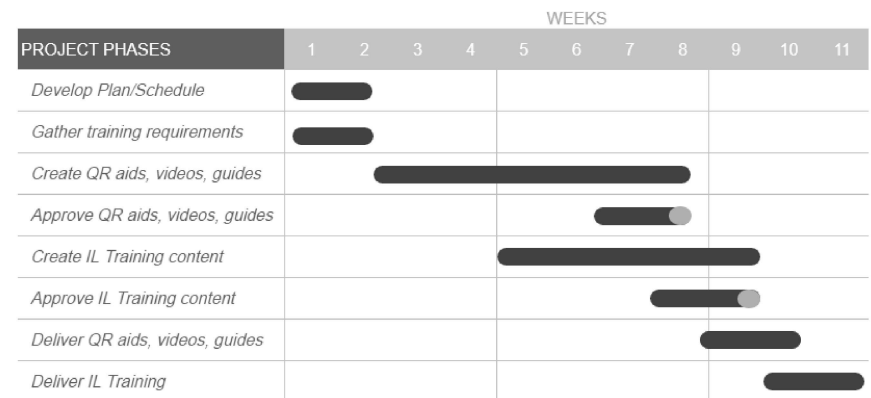 WEEKS
PROJECT PHASES 1 2 3 4 5 6 7 8 9 10 11
Develop Plan/Schedule
Gather training requirements
Create QR aids, videos, guides
Approve QR aids, videos, guides
Create IL Training content
Approve IL Training content
Deliver QR aids, videos, guides
Deliver IL Training